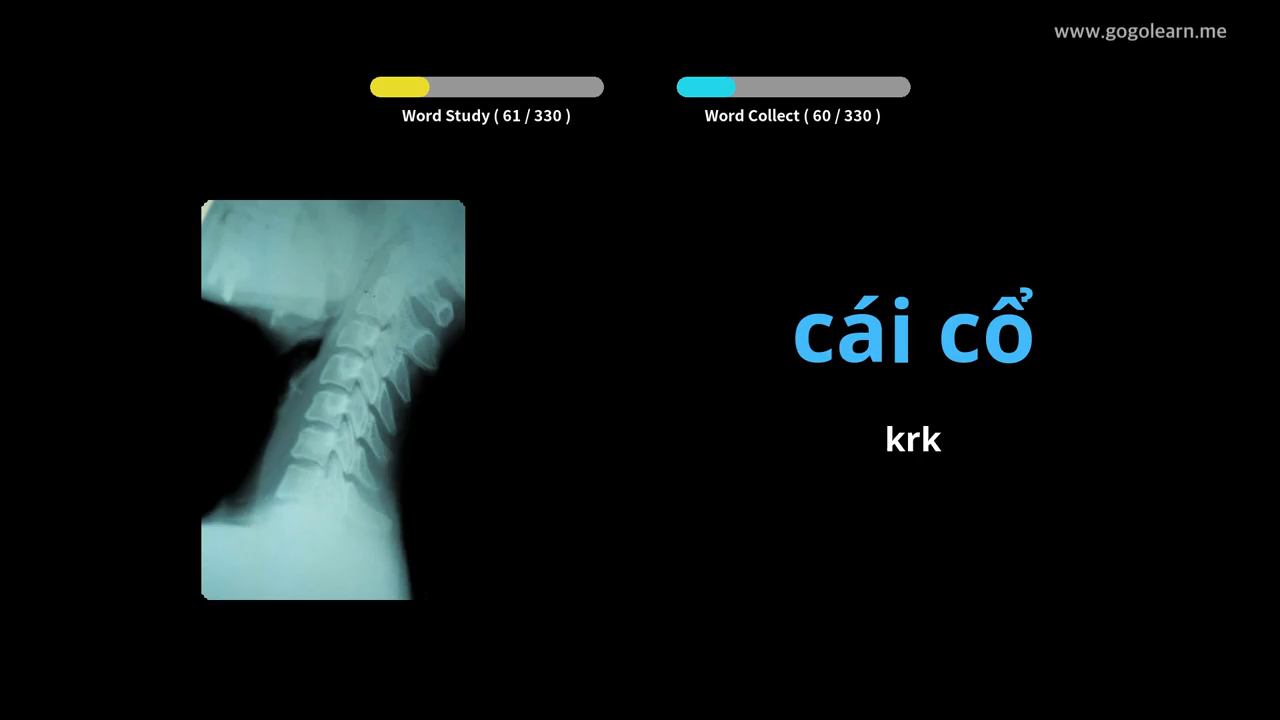 www.gogolearn.me
Word Study ( 61 / 330 )
Word Collect ( 60 / 330 )
cái cổ
krk